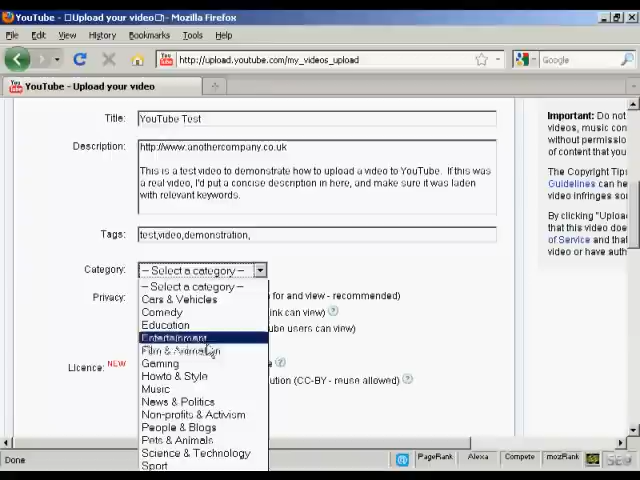 YouTube - Upload your video - Mozilla Firefox
File Edit View History Bookmarks Tools Help
http://upload.youtube.com/my_videos_upload
Google
YouTube - Upload your video
Title: YouTube Test
Description: http://www.anothercompany.co.uk
This is a test video to demonstrate how to upload a video to YouTube. If this was
a real video, I'd put a concise description in here, and make sure it was laden
with relevant keywords.
Tags: test,video,demonstration,
Category: -- Select a category --
-- Select a category --
Cars & Vehicles
Comedy
Education
Entertainment
Film & Animation
Gaming
Howto & Style
Music
News & Politics
Non-profits & Activism
People & Blogs
Pets & Animals
Science & Technology
Sport
Privacy:
for and view - recommended)
ink can view) ?
ube users can view)
Licence: NEW
?
ution (CC-BY - reuse allowed) ?
Important: Do not
videos, music con
without permissio
of content that you
The Copyright Tips
Guidelines can he
video infringes som
By clicking "Upload
that this video doe
of Service and that
video or have auth
Done
PageRank Alexa Compete mozRank SEO